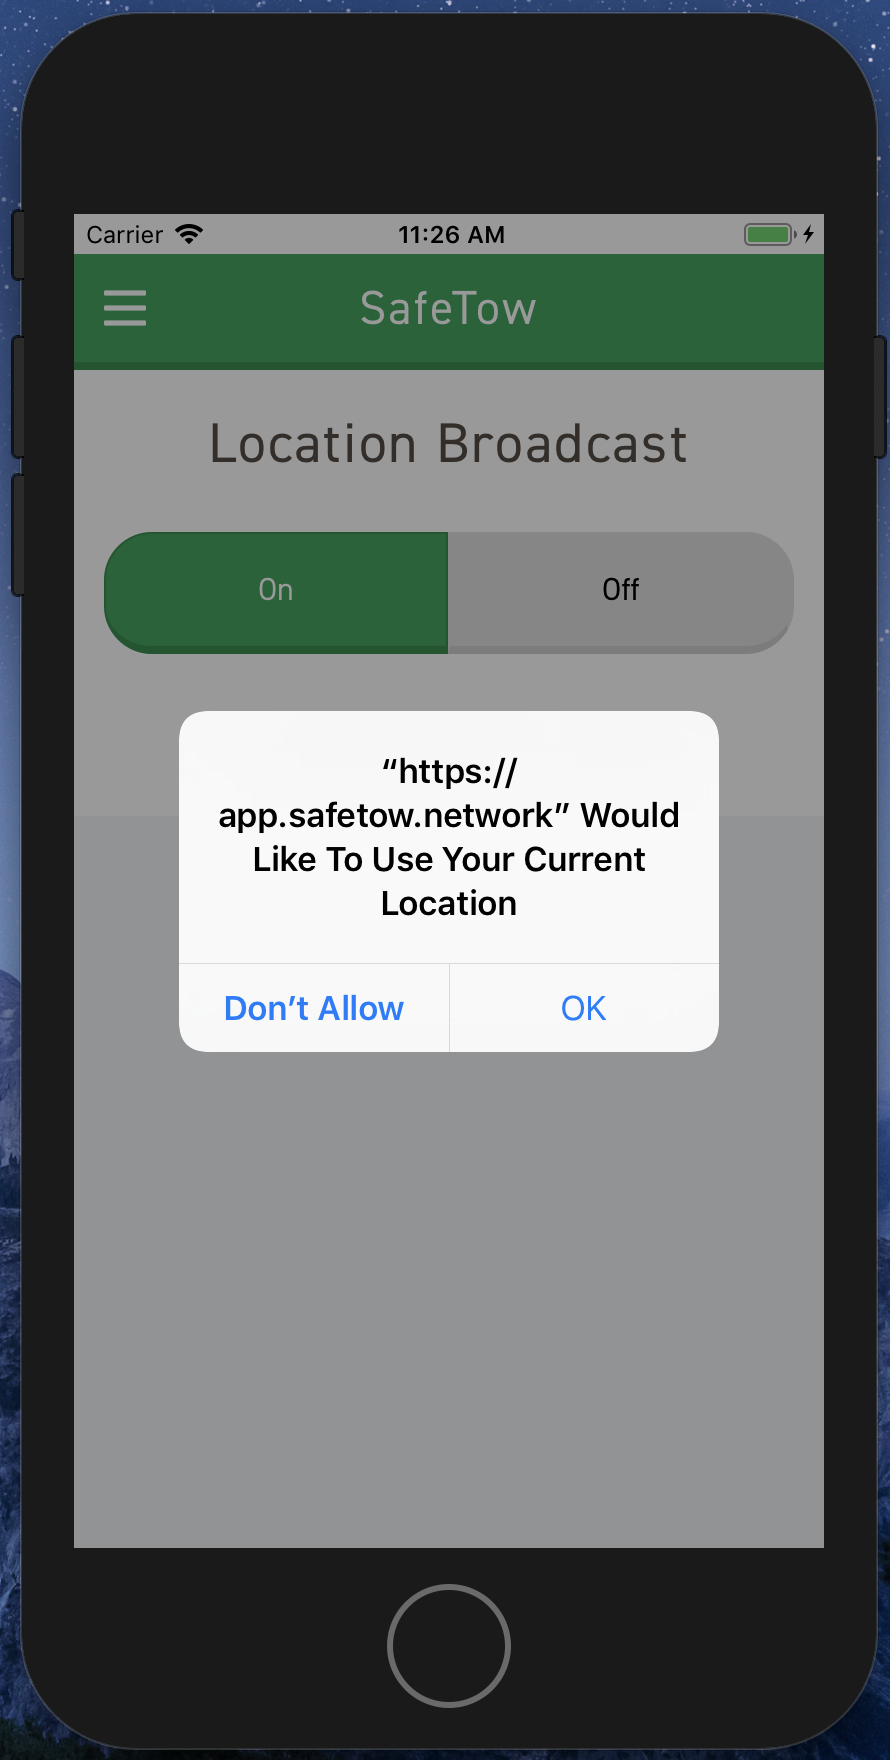 Carrier 11:26 AM
SafeTow
Location Broadcast
On Off
“https://
app.safetow.network” Would
Like To Use Your Current
Location
Don’t Allow OK